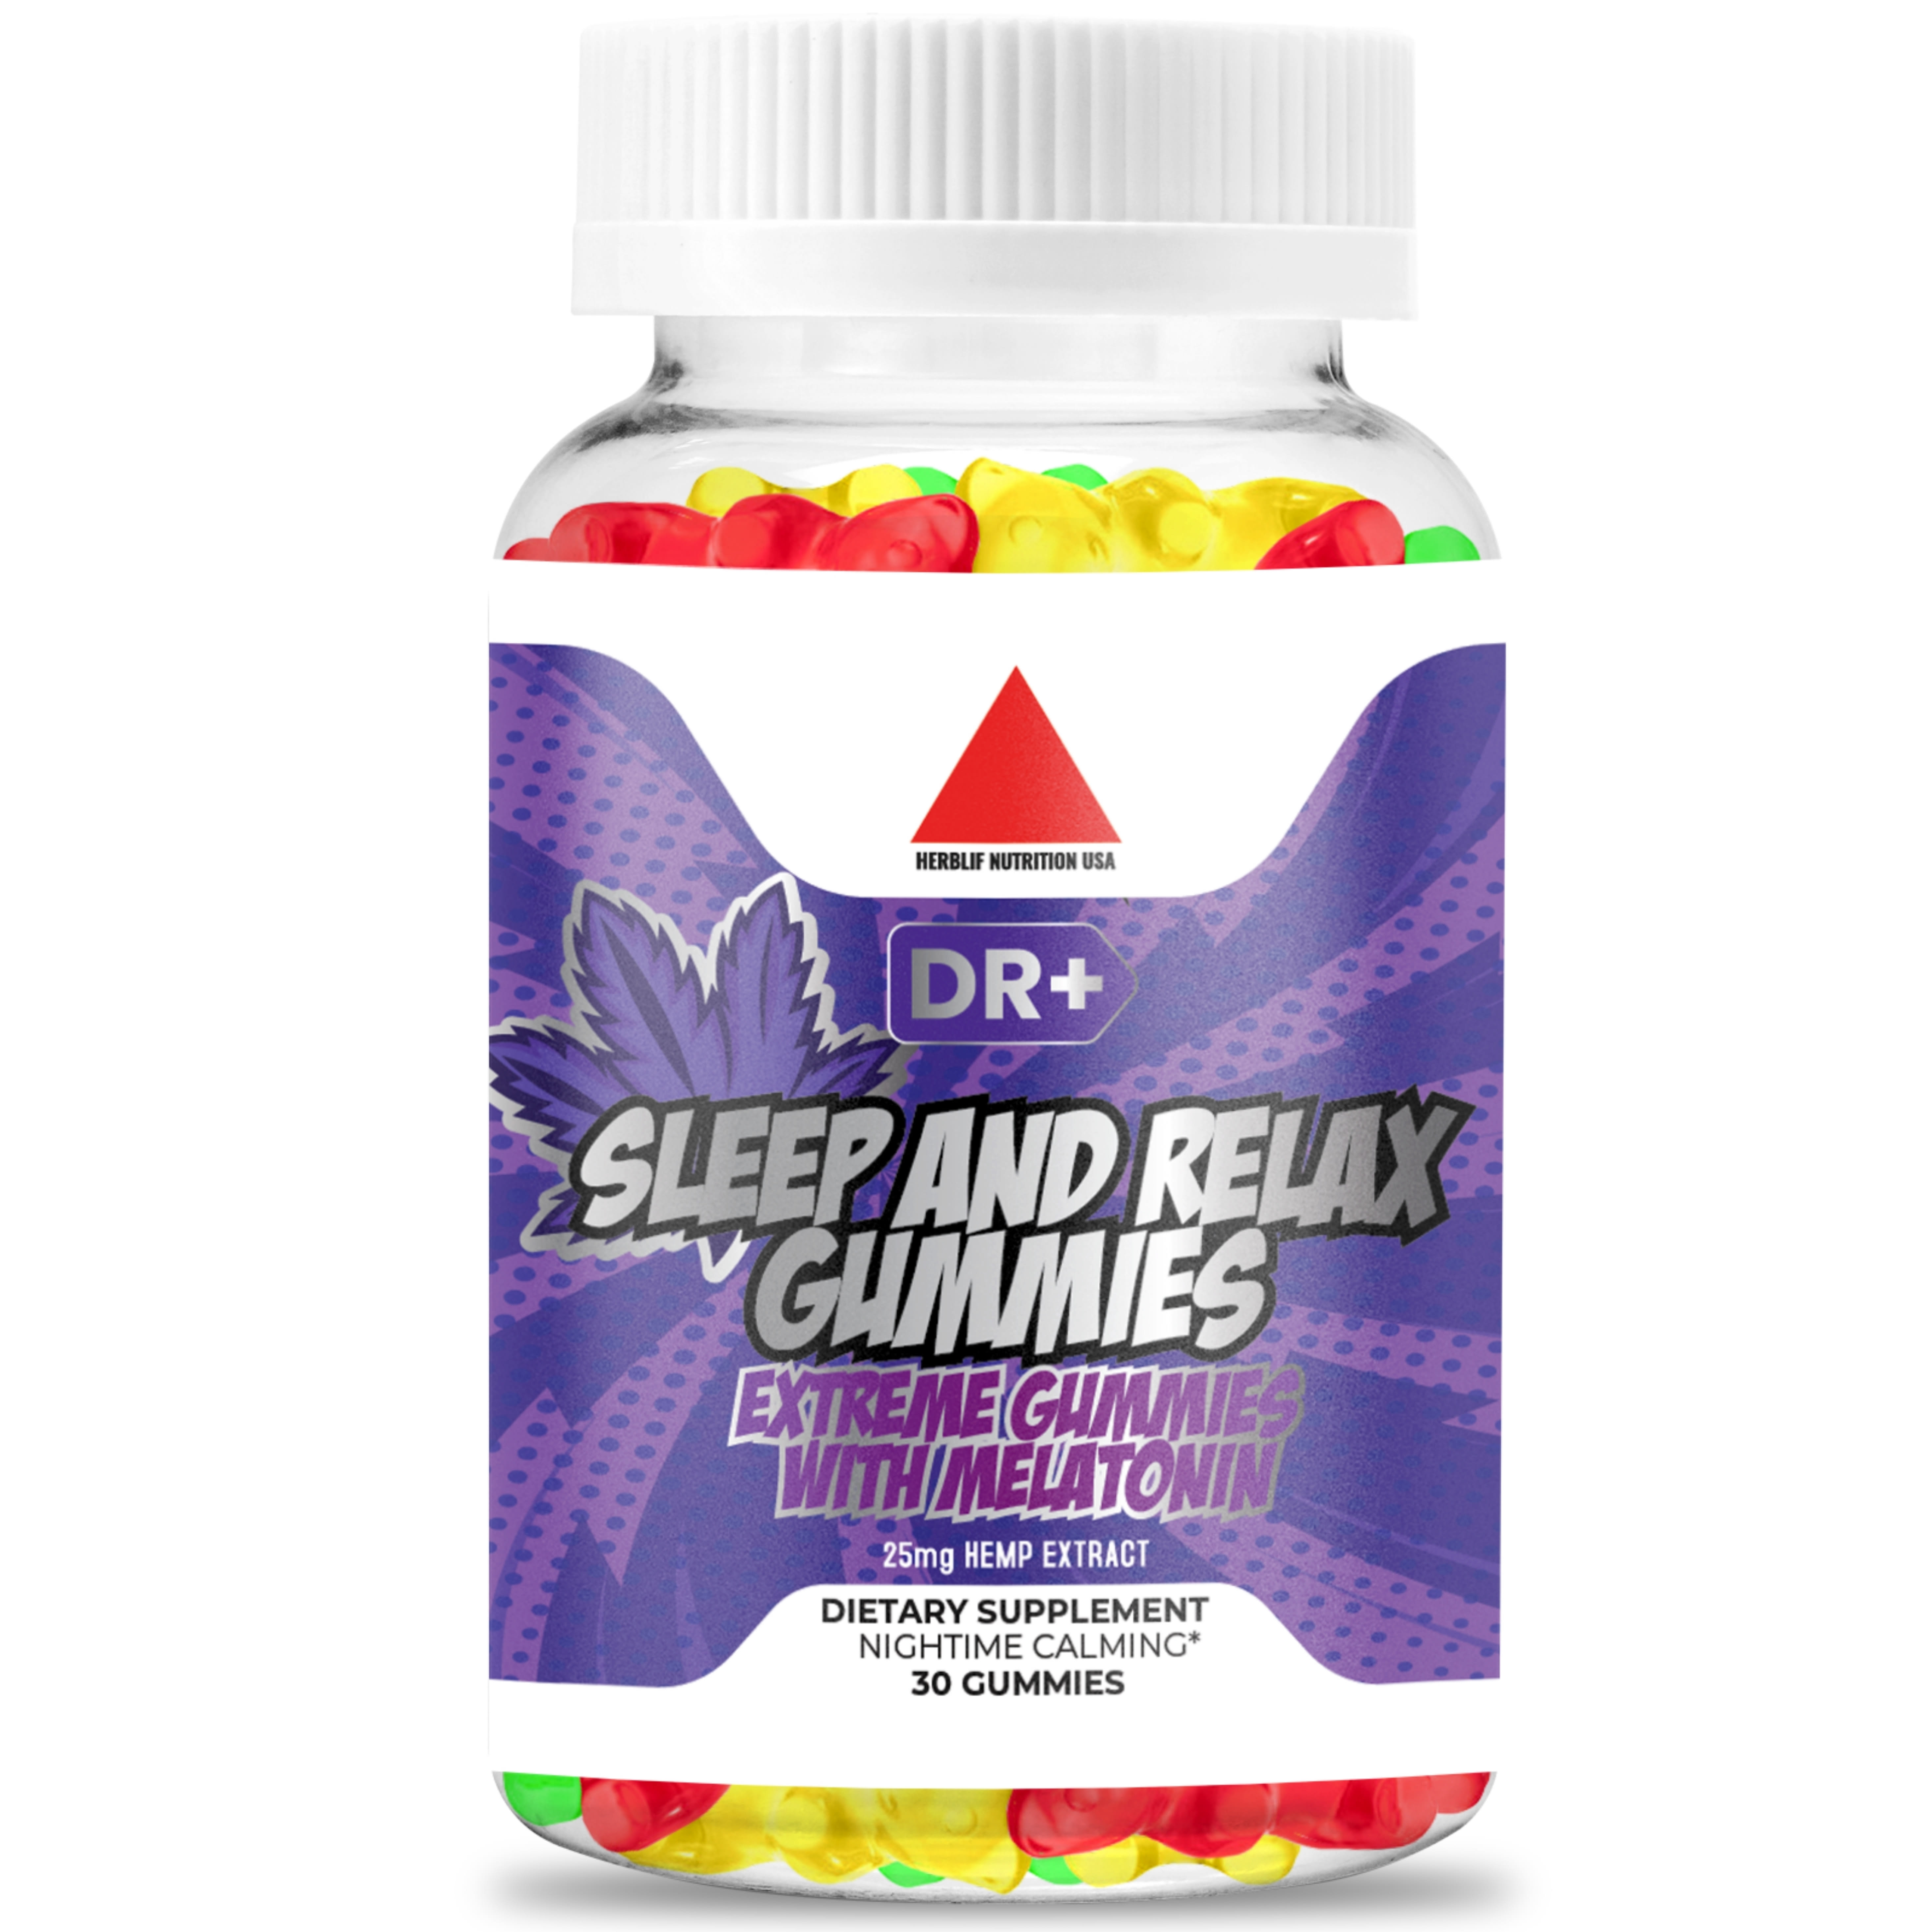 HERBLIF NUTRITION USA
DR+
SLEEP AND RELAX
GUMMIES
EXTREME GUMMIES
WITH MELATONIN
25mg HEMP EXTRACT
DIETARY SUPPLEMENT
NIGHTIME CALMING*
30 GUMMIES